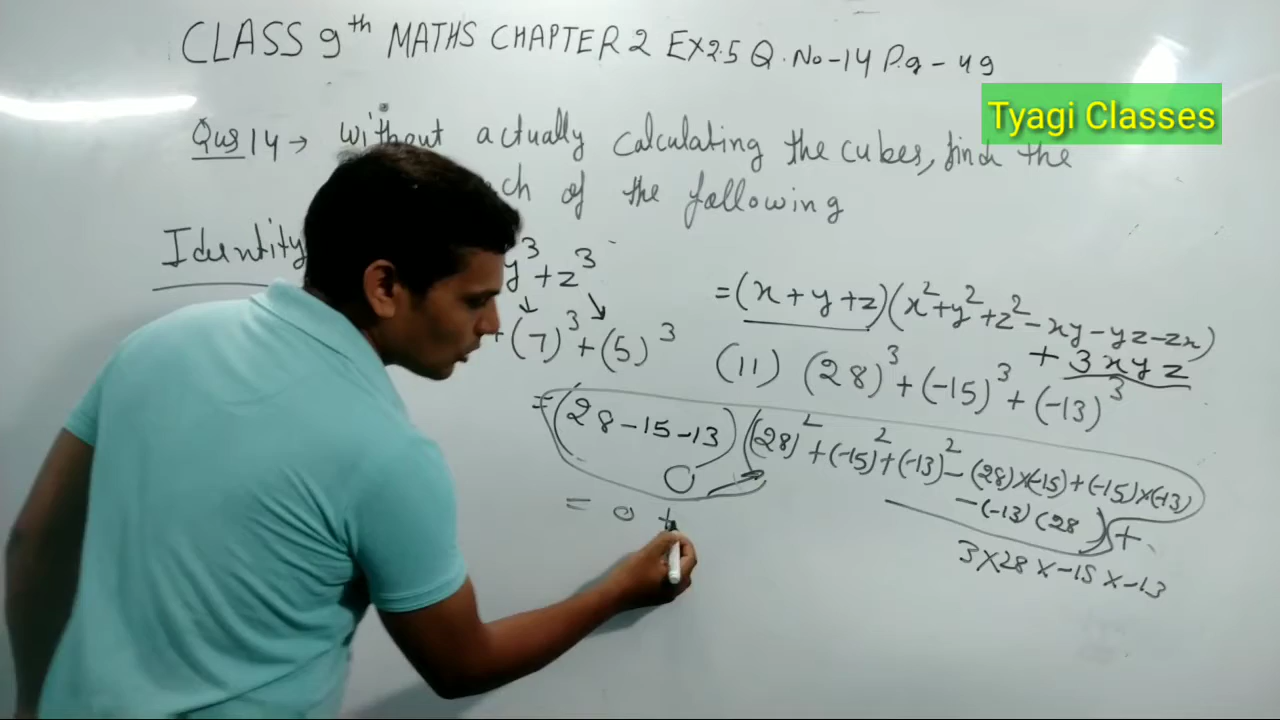 CLASS 9th MATHS CHAPTER 2 EX 2.5 Q.No-14 P.g-49
Tyagi Classes
Qus 14 → without actually calculating the cubes, find the
ch of the following
Identity
y³+z³
=(x+y+z)(x²+y²+z²-xy-yz-zx)
+3xyz
+(7)³+(5)³
(11) (28)³+(-15)³+(-13)³
=(28-15-13)(28)²+(-15)²+(-13)²-(28)×(-15)+(-15)×(-13)
0
-(-13)(28)+
= 0 +
3×28×-15×-13